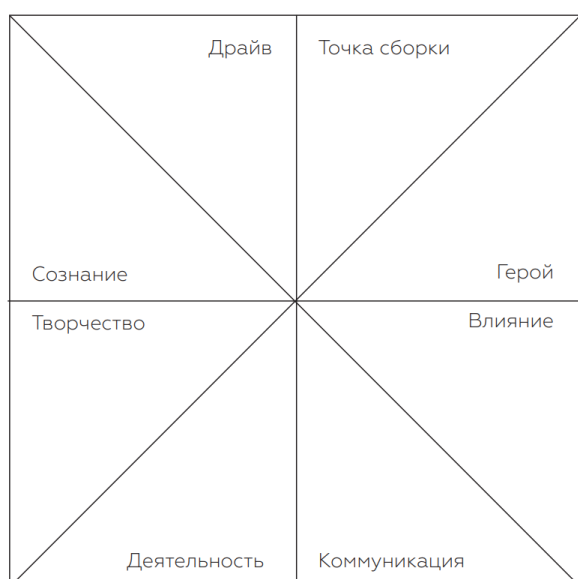 Драйв
Точка сборки
Сознание
Герой
Творчество
Влияние
Деятельность
Коммуникация